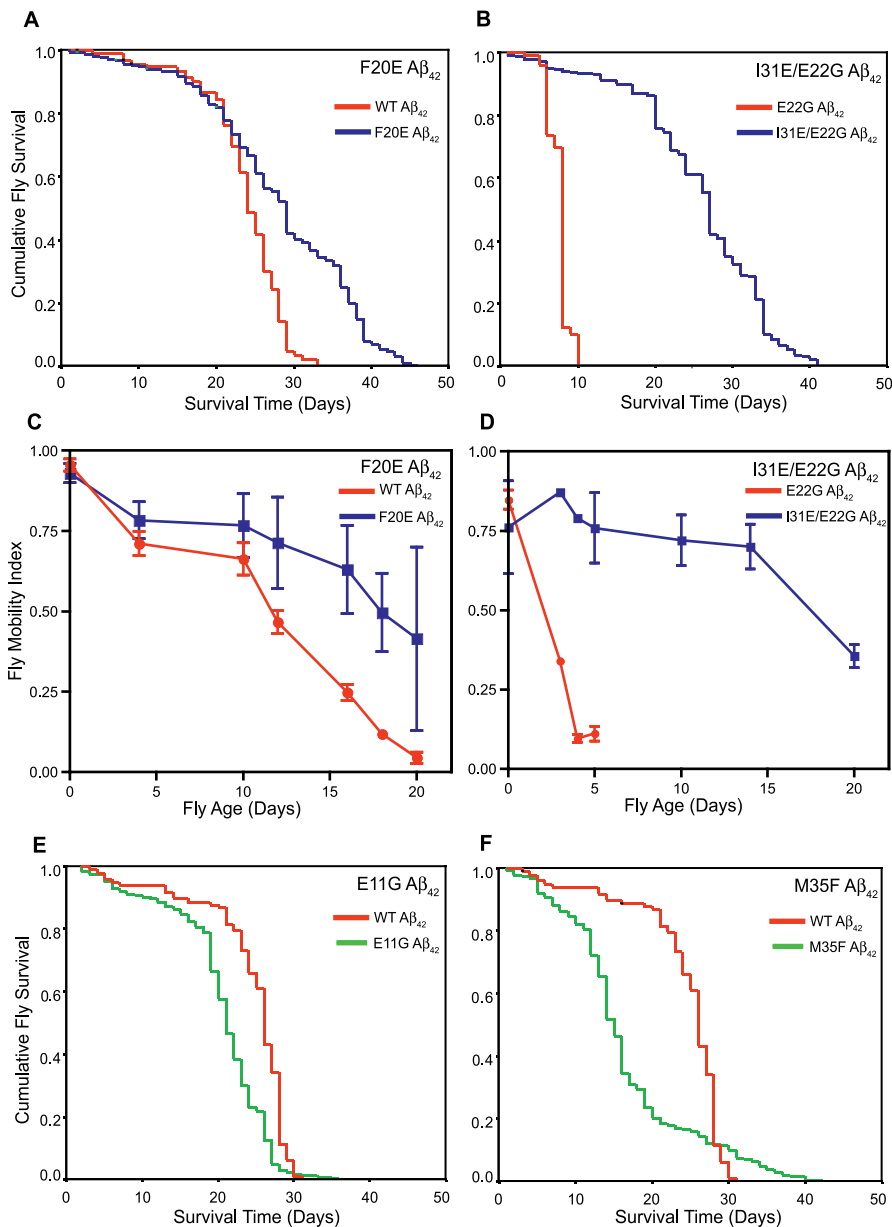 A
F20E Aβ42
WT Aβ42
F20E Aβ42
Cumulative Fly Survival
1.0
0.8
0.6
0.4
0.2
0.0
0
10
20
30
40
50
Survival Time (Days)
B
I31E/E22G Aβ42
E22G Aβ42
I31E/E22G Aβ42
1.0
0.8
0.6
0.4
0.2
0.0
0
10
20
30
40
50
Survival Time (Days)
C
F20E Aβ42
WT Aβ42
F20E Aβ42
Fly Mobility Index
1.00
0.75
0.50
0.25
0.00
0
5
10
15
20
Fly Age (Days)
D
I31E/E22G Aβ42
E22G Aβ42
I31E/E22G Aβ42
1.00
0.75
0.50
0.25
0.00
0
5
10
15
20
Fly Age (Days)
E
E11G Aβ42
WT Aβ42
E11G Aβ42
Cumulative Fly Survival
1.0
0.8
0.6
0.4
0.2
0.0
0
10
20
30
40
50
Survival Time (Days)
F
M35F Aβ42
WT Aβ42
M35F Aβ42
1.0
0.8
0.6
0.4
0.2
0.0
0
10
20
30
40
50
Survival Time (Days)